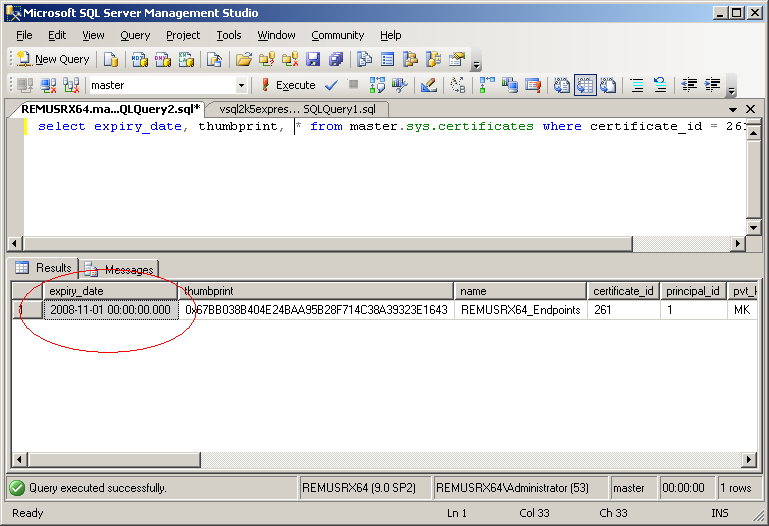 Microsoft SQL Server Management Studio
File Edit View Query Project Tools Window Community Help
New Query
master Execute
REMUSRX64.ma...QLQuery2.sql* vsql2k5expres... SQLQuery1.sql
select expiry_date, thumbprint, * from master.sys.certificates where certificate_id = 261
Results Messages
expiry_date thumbprint name certificate_id principal_id
1 2008-11-01 00:00:00.000 0x67BB038B404E24BAA95B28F714C38A39323E1643 REMUSRX64_Endpoints 261 1 MK
Query executed successfully. REMUSRX64 (9.0 SP2) REMUSRX64\Administrator (53) master 00:00:00 1 rows
Ready Ln 1 Col 33 Ch 33 INS